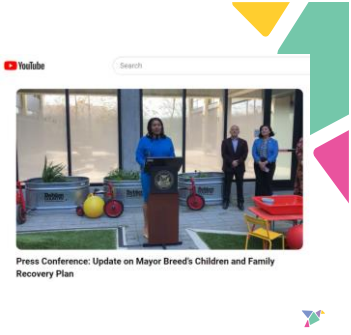 YouTube
Search
Press Conference: Update on Mayor Breed's Children and Family
Recovery Plan